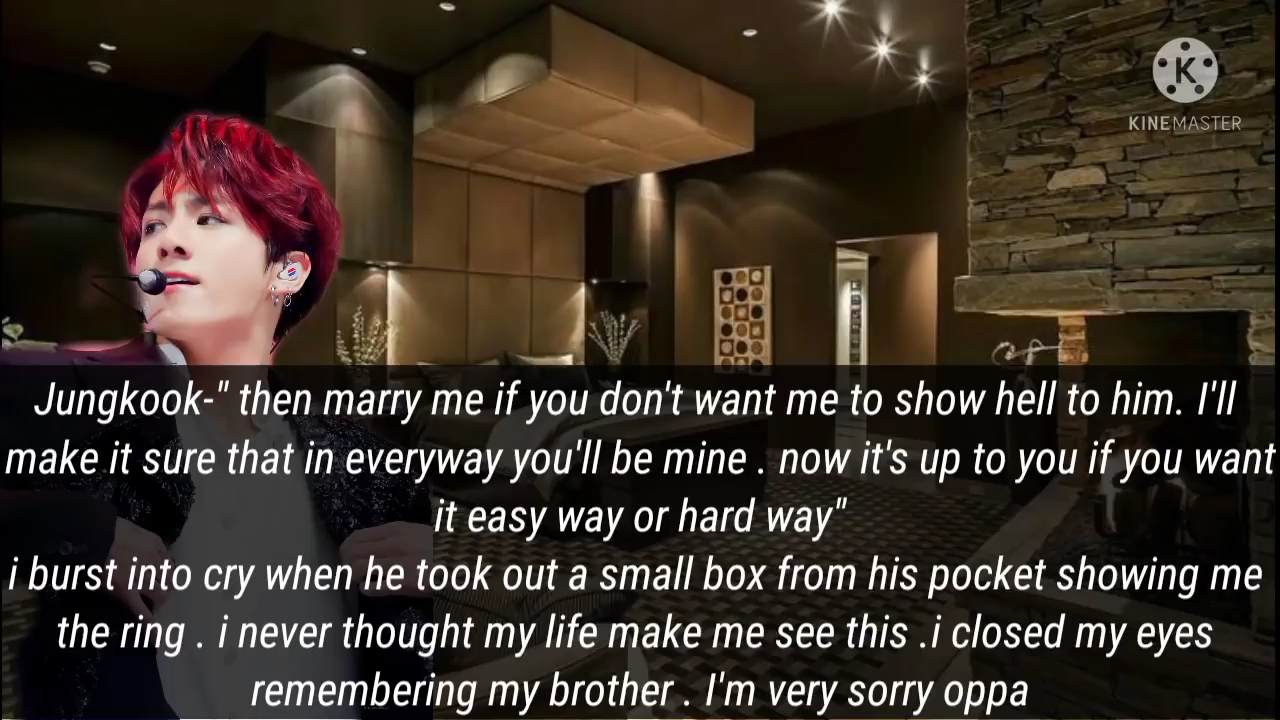 KINEMASTER
Jungkook-" then marry me if you don't want me to show hell to him. I'll
make it sure that in everyway you'll be mine . now it's up to you if you want
it easy way or hard way"
i burst into cry when he took out a small box from his pocket showing me
the ring . i never thought my life make me see this .i closed my eyes
remembering my brother . I'm very sorry oppa